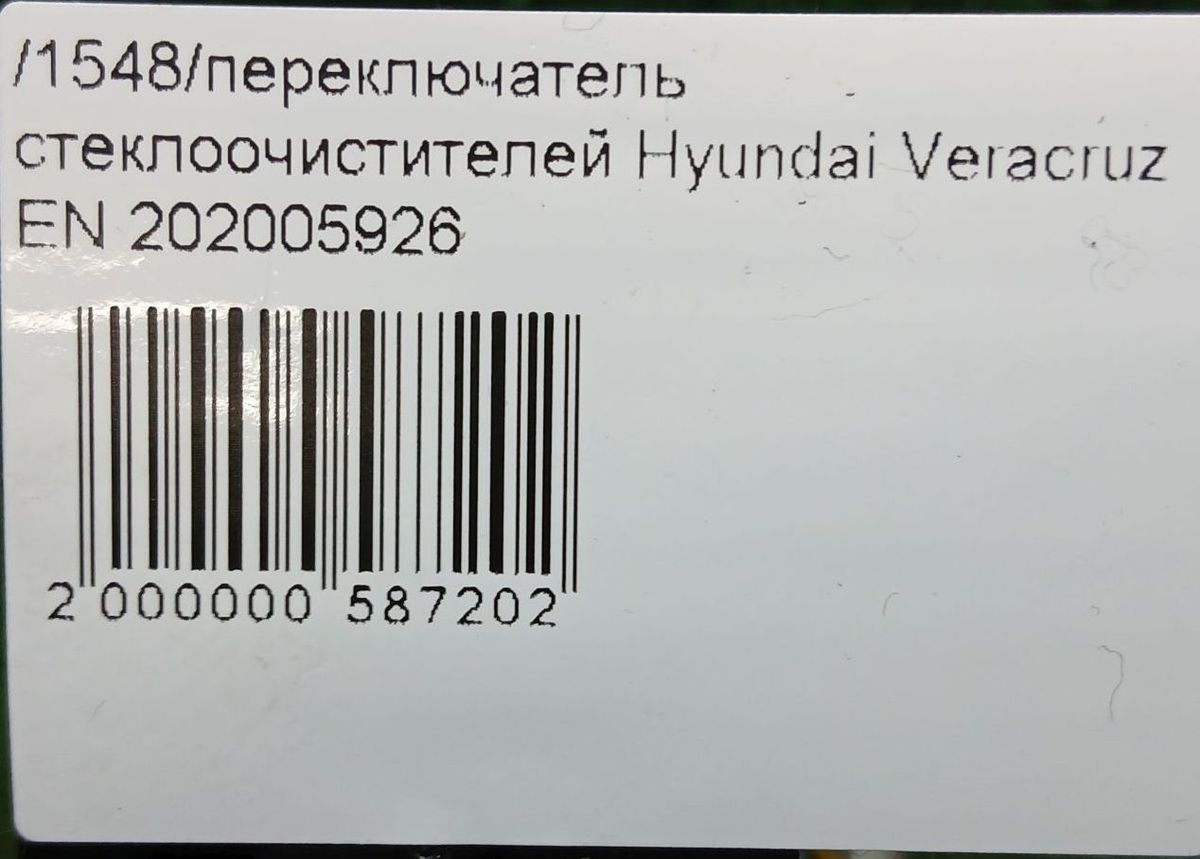 /1548/переключатель
стеклоочистителей Hyundai Veracruz
EN 202005926
2 000000 587202